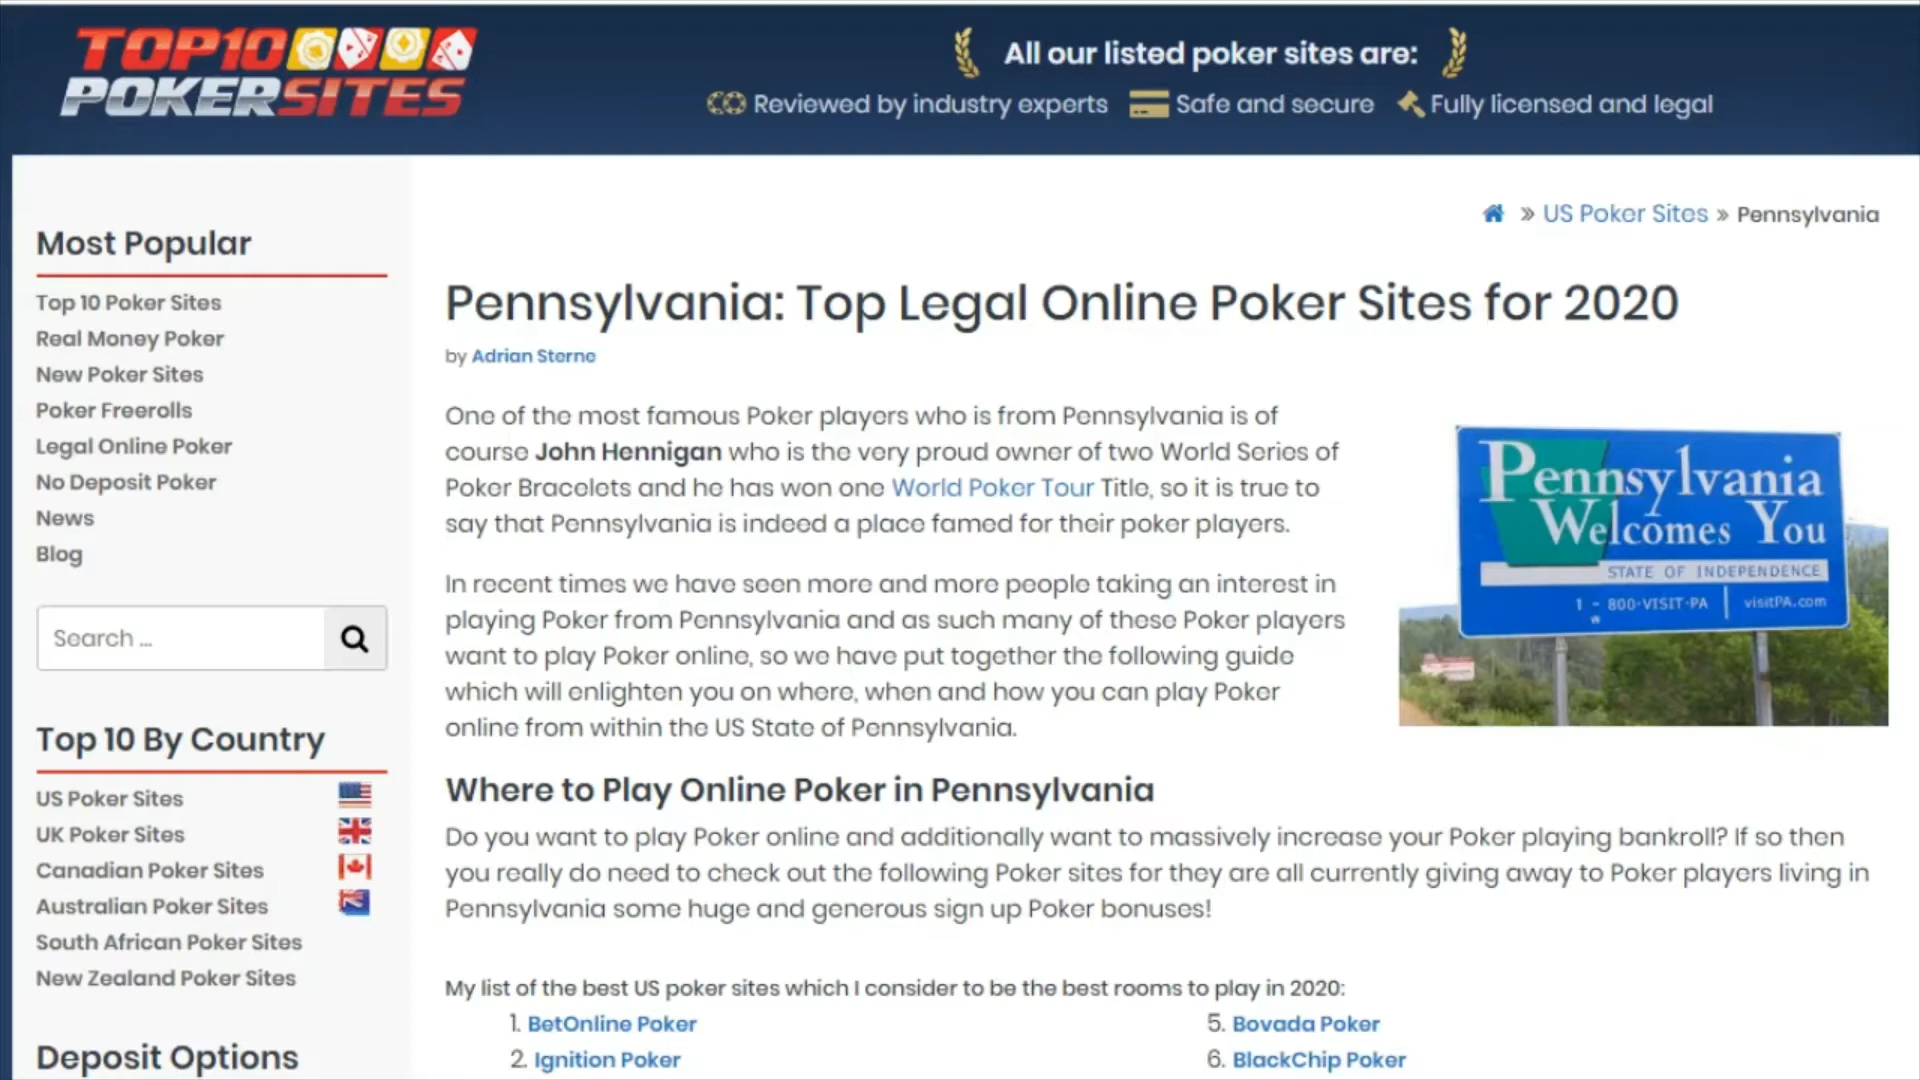 TOP10
POKERSITES
All our listed poker sites are:
Reviewed by industry experts Safe and secure Fully licensed and legal
Most Popular
Top 10 Poker Sites
Real Money Poker
New Poker Sites
Poker Freerolls
Legal Online Poker
No Deposit Poker
News
Blog
Search ...
Top 10 By Country
US Poker Sites
UK Poker Sites
Canadian Poker Sites
Australian Poker Sites
South African Poker Sites
New Zealand Poker Sites
Deposit Options
» US Poker Sites » Pennsylvania
Pennsylvania: Top Legal Online Poker Sites for 2020
by Adrian Sterne
One of the most famous Poker players who is from Pennsylvania is of
course John Hennigan who is the very proud owner of two World Series of
Poker Bracelets and he has won one World Poker Tour Title, so it is true to
say that Pennsylvania is indeed a place famed for their poker players.
In recent times we have seen more and more people taking an interest in
playing Poker from Pennsylvania and as such many of these Poker players
want to play Poker online, so we have put together the following guide
which will enlighten you on where, when and how you can play Poker
online from within the US State of Pennsylvania.
Pennsylvania
Welcomes You
STATE OF INDEPENDENCE
1 - 800-VISIT-PA visitPA.com
W
Where to Play Online Poker in Pennsylvania
Do you want to play Poker online and additionally want to massively increase your Poker playing bankroll? If so then
you really do need to check out the following Poker sites for they are all currently giving away to Poker players living in
Pennsylvania some huge and generous sign up Poker bonuses!
My list of the best US poker sites which I consider to be the best rooms to play in 2020:
1. BetOnline Poker
2. Ignition Poker
5. Bovada Poker
6. BlackChip Poker